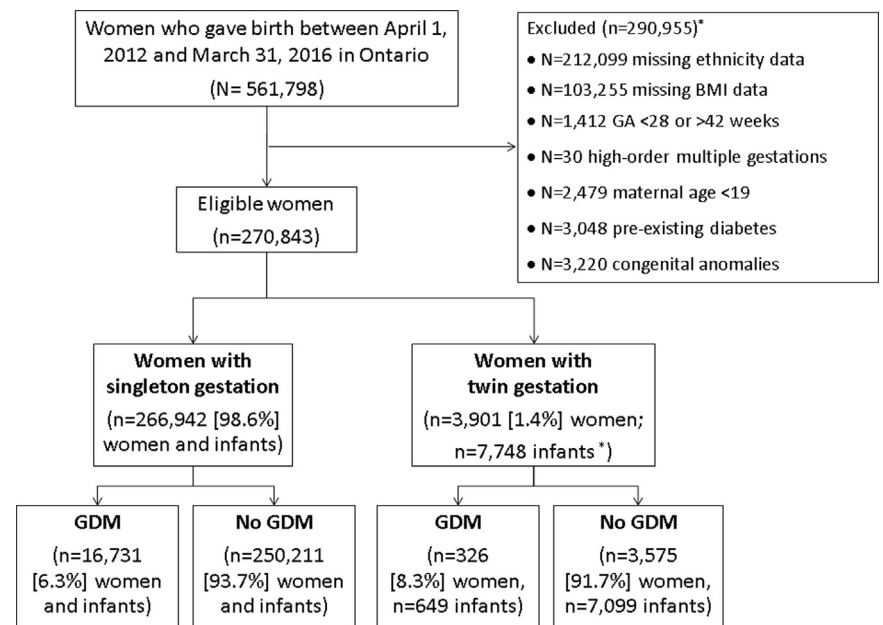 Women who gave birth between April 1,
2012 and March 31, 2016 in Ontario
(N= 561,798)
Excluded (n=290,955)*
● N=212,099 missing ethnicity data
● N=103,255 missing BMI data
● N=1,412 GA <28 or >42 weeks
● N=30 high-order multiple gestations
● N=2,479 maternal age <19
● N=3,048 pre-existing diabetes
● N=3,220 congenital anomalies
Eligible women
(n=270,843)
Women with
singleton gestation
(n=266,942 [98.6%]
women and infants)
Women with
twin gestation
(n=3,901 [1.4%] women;
n=7,748 infants*)
GDM
(n=16,731
[6.3%] women
and infants)
No GDM
(n=250,211
[93.7%] women
and infants)
GDM
(n=326
[8.3%] women,
n=649 infants)
No GDM
(n=3,575
[91.7%] women,
n=7,099 infants)